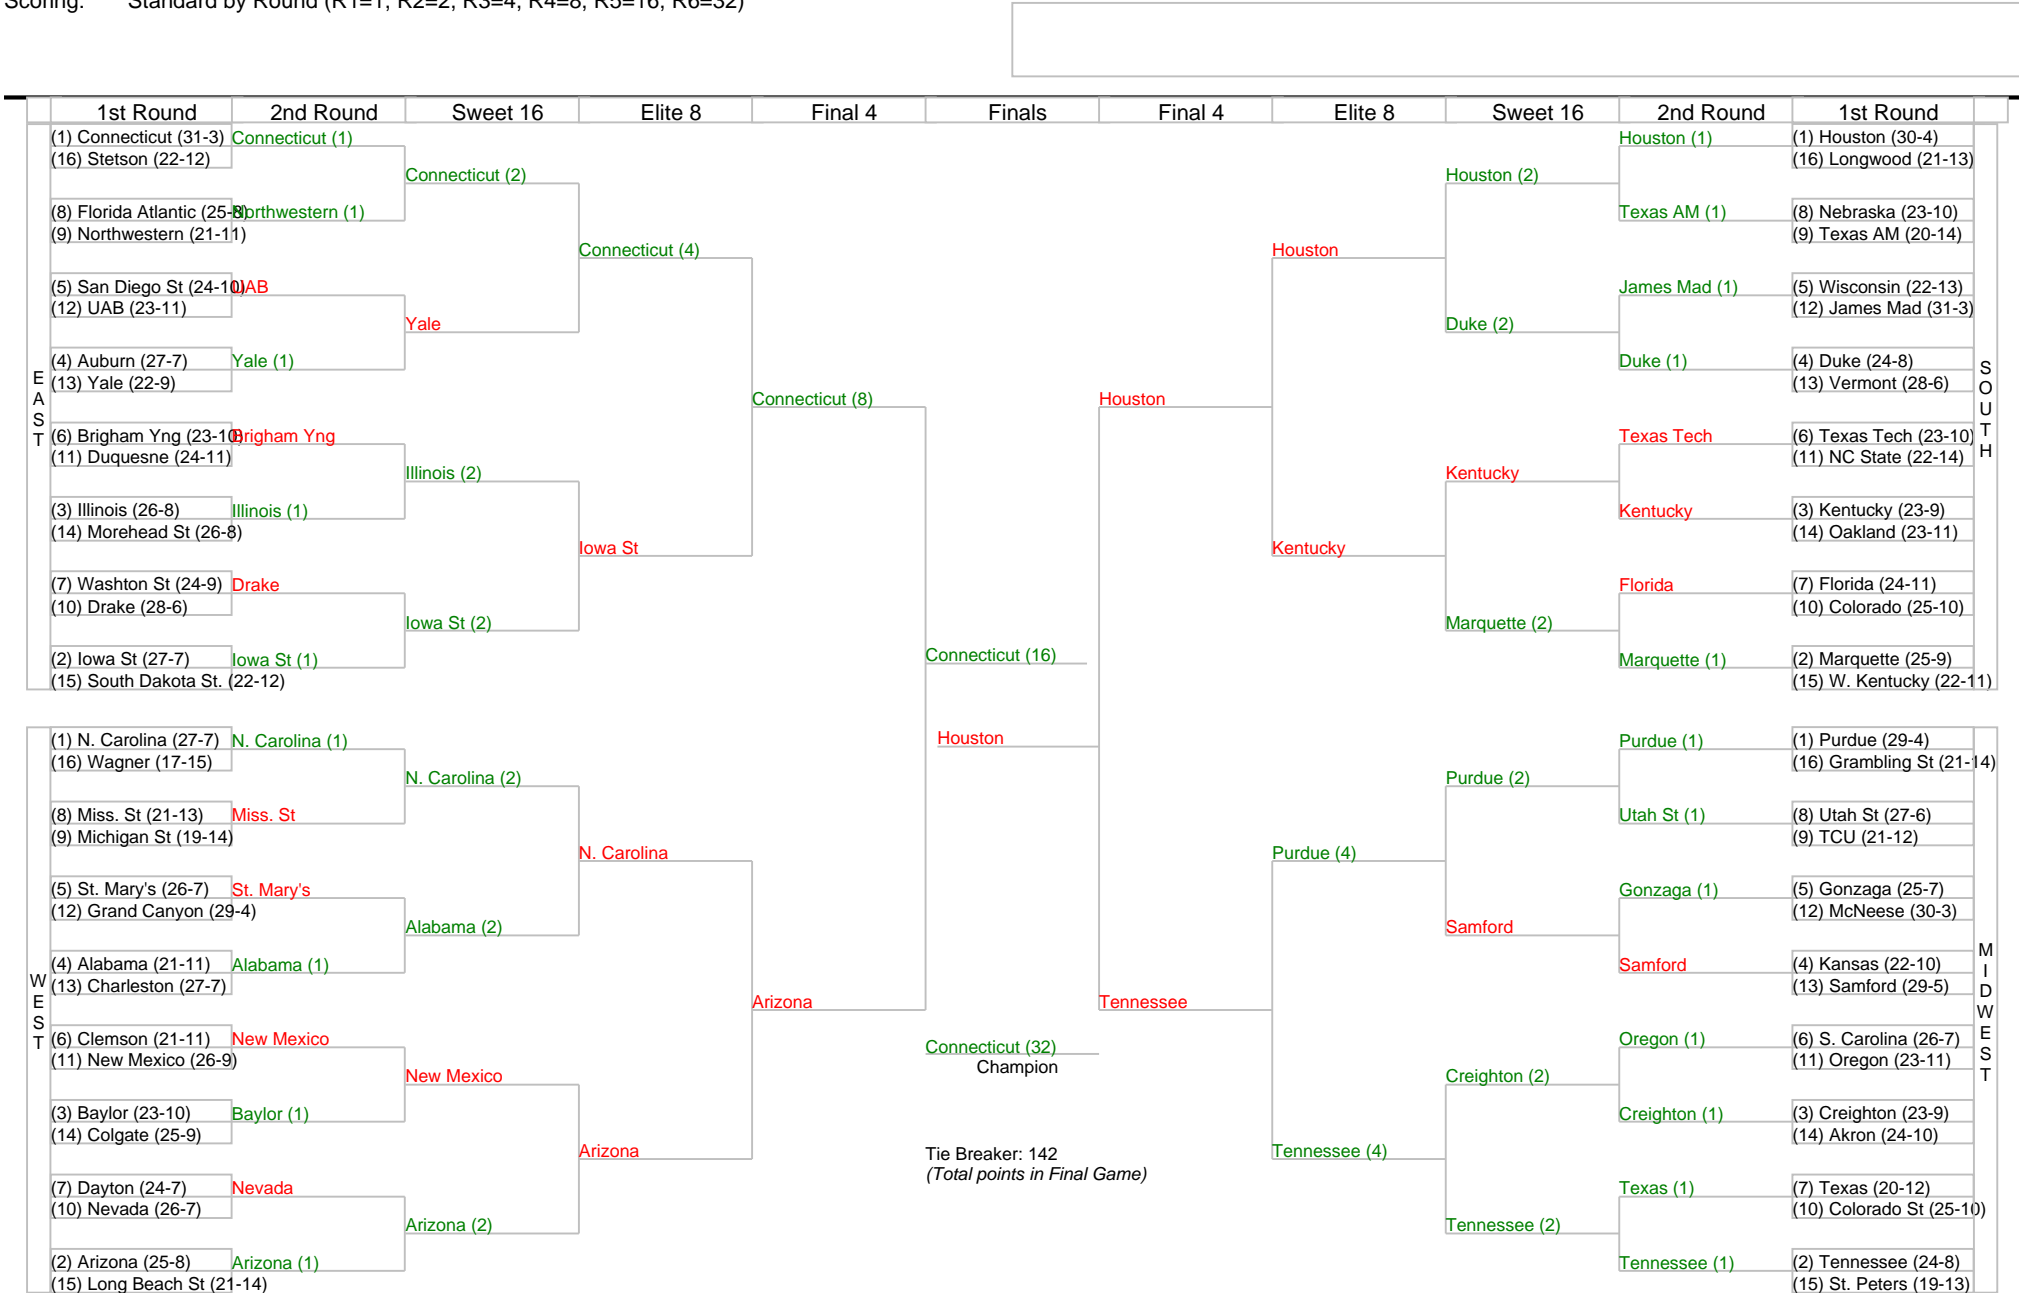 Scoring: Standard by Round (R1=1, R2=2, R3=4, R4=8, R5=16, R6=32)
1st Round 2nd Round Sweet 16 Elite 8 Final 4 Finals Final 4 Elite 8 Sweet 16 2nd Round 1st Round
EAST
(1) Connecticut (31-3)
(16) Stetson (22-12)
(8) Florida Atlantic (25-8)
(9) Northwestern (21-11)
(5) San Diego St (24-10)
(12) UAB (23-11)
(4) Auburn (27-7)
(13) Yale (22-9)
(6) Brigham Yng (23-10)
(11) Duquesne (24-11)
(3) Illinois (26-8)
(14) Morehead St (26-8)
(7) Washton St (24-9)
(10) Drake (28-6)
(2) Iowa St (27-7)
(15) South Dakota St. (22-12)
Connecticut (1)
Northwestern (1)
UAB
Yale (1)
Brigham Yng
Illinois (1)
Drake
Iowa St (1)
Connecticut (2)
Yale
Illinois (2)
Iowa St (2)
Connecticut (4)
Iowa St
Connecticut (8)
WEST
(1) N. Carolina (27-7)
(16) Wagner (17-15)
(8) Miss. St (21-13)
(9) Michigan St (19-14)
(5) St. Mary's (26-7)
(12) Grand Canyon (29-4)
(4) Alabama (21-11)
(13) Charleston (27-7)
(6) Clemson (21-11)
(11) New Mexico (26-9)
(3) Baylor (23-10)
(14) Colgate (25-9)
(7) Dayton (24-7)
(10) Nevada (26-7)
(2) Arizona (25-8)
(15) Long Beach St (21-14)
N. Carolina (1)
Miss. St
St. Mary's
Alabama (1)
New Mexico
Baylor (1)
Nevada
Arizona (1)
N. Carolina (2)
Alabama (2)
New Mexico
Arizona (2)
N. Carolina
Arizona
Arizona
Connecticut (16)
Houston
Connecticut (32)
Champion
Tie Breaker: 142
(Total points in Final Game)
Houston
Houston
Kentucky
Houston (2)
Duke (2)
Kentucky
Marquette (2)
Houston (1)
Texas AM (1)
James Mad (1)
Duke (1)
Texas Tech
Kentucky
Florida
Marquette (1)
(1) Houston (30-4)
(16) Longwood (21-13)
(8) Nebraska (23-10)
(9) Texas AM (20-14)
(5) Wisconsin (22-13)
(12) James Mad (31-3)
(4) Duke (24-8)
(13) Vermont (28-6)
(6) Texas Tech (23-10)
(11) NC State (22-14)
(3) Kentucky (23-9)
(14) Oakland (23-11)
(7) Florida (24-11)
(10) Colorado (25-10)
(2) Marquette (25-9)
(15) W. Kentucky (22-11)
SOUTH
Tennessee
Purdue (4)
Tennessee (4)
Purdue (2)
Samford
Creighton (2)
Tennessee (2)
Purdue (1)
Utah St (1)
Gonzaga (1)
Samford
Oregon (1)
Creighton (1)
Texas (1)
Tennessee (1)
(1) Purdue (29-4)
(16) Grambling St (21-14)
(8) Utah St (27-6)
(9) TCU (21-12)
(5) Gonzaga (25-7)
(12) McNeese (30-3)
(4) Kansas (22-10)
(13) Samford (29-5)
(6) S. Carolina (26-7)
(11) Oregon (23-11)
(3) Creighton (23-9)
(14) Akron (24-10)
(7) Texas (20-12)
(10) Colorado St (25-10)
(2) Tennessee (24-8)
(15) St. Peters (19-13)
MIDWEST